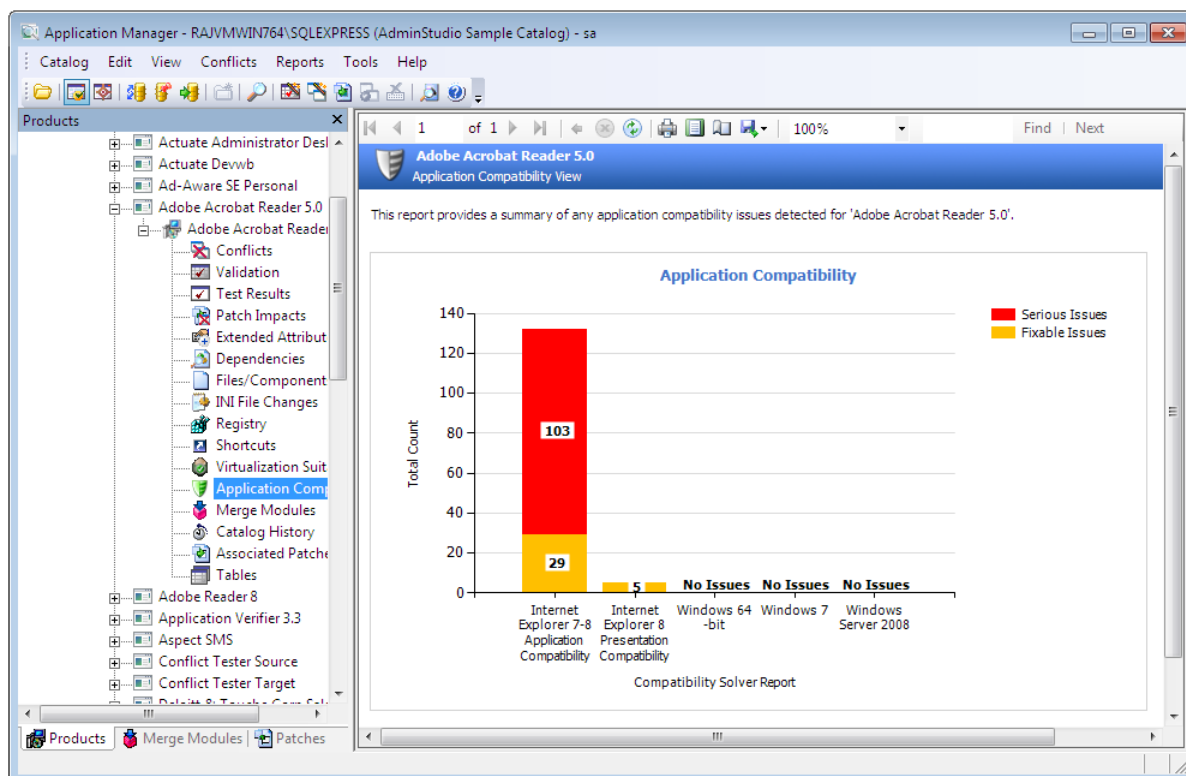 Application Manager - RAJVMWIN764\SQLEXPRESS (AdminStudio Sample Catalog) - sa
Catalog Edit View Conflicts Reports Tools Help
Products
Actuate Administrator Desl
Actuate Devwb
Ad-Aware SE Personal
Adobe Acrobat Reader 5.0
Adobe Acrobat Reader
Conflicts
Validation
Test Results
Patch Impacts
Extended Attribut
Dependencies
Files/Component
INI File Changes
Registry
Shortcuts
Virtualization Suit
Application Comp
Merge Modules
Catalog History
Associated Patche
Tables
Adobe Reader 8
Application Verifier 3.3
Aspect SMS
Conflict Tester Source
Conflict Tester Target
Products Merge Modules Patches
1 of 1 100% Find Next
Adobe Acrobat Reader 5.0
Application Compatibility View
This report provides a summary of any application compatibility issues detected for 'Adobe Acrobat Reader 5.0'.
Application Compatibility
Serious Issues
Fixable Issues
Total Count
140
120
100
80
60
40
20
0
103
29
5
No Issues No Issues No Issues
Internet Explorer 7-8 Application Compatibility
Internet Explorer 8 Presentation Compatibility
Windows 64-bit
Windows 7
Windows Server 2008
Compatibility Solver Report